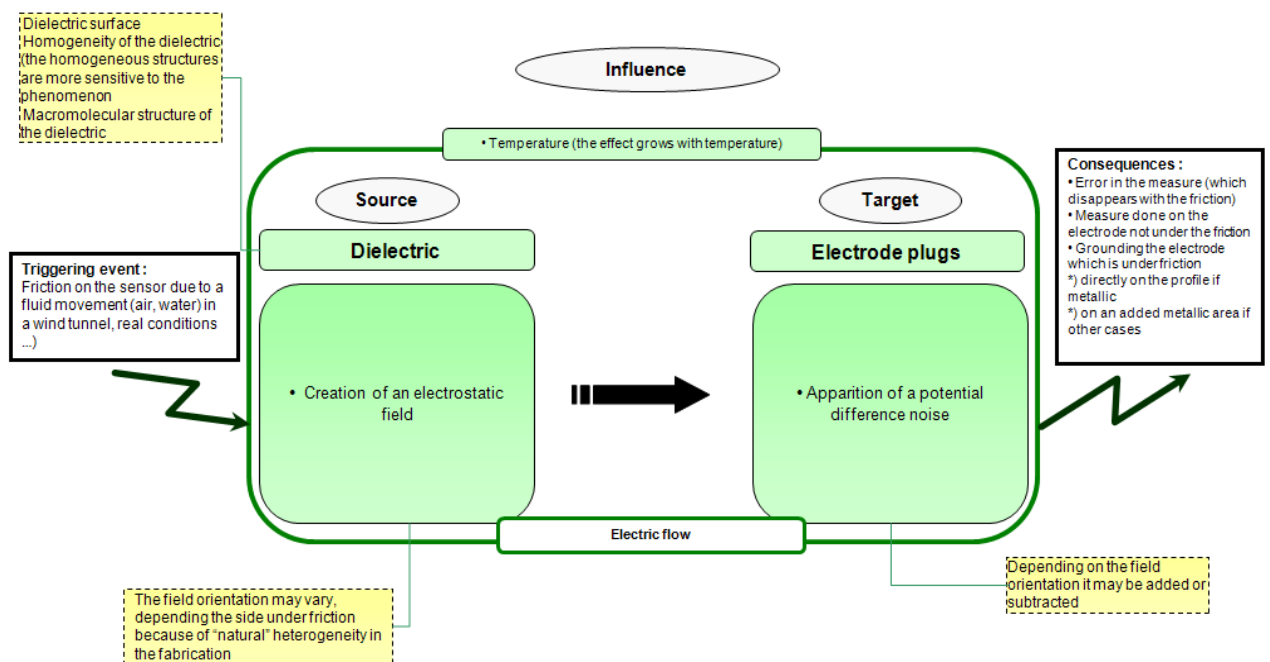 Dielectric surface
Homogeneity of the dielectric
(the homogeneous structures
are more sensitive to the
phenomenon
Macromolecular structure of
the dielectric
Influence
• Temperature (the effect grows with temperature)
Source
Target
Dielectric
Electrode plugs
Triggering event :
Friction on the sensor due to a
fluid movement (air, water) in
a wind tunnel, real conditions
...)
Consequences :
• Error in the measure (which
disappears with the friction)
• Measure done on the
electrode not under the friction
• Grounding the electrode
which is under friction
*) directly on the profile if
metallic
*) on an added metallic area if
other cases
• Creation of an electrostatic
field
• Apparition of a potential
difference noise
Electric flow
The field orientation may vary,
depending the side under friction
because of “natural” heterogeneity in
the fabrication
Depending on the field
orientation it may be added or
subtracted